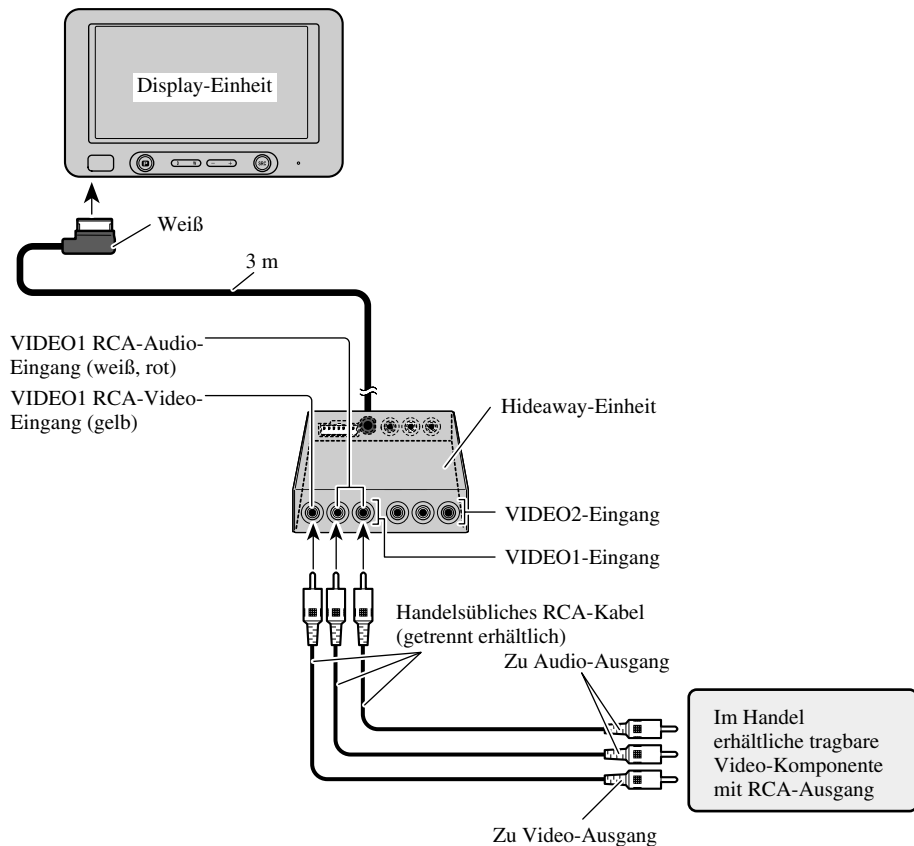 Display-Einheit
SRC
Weiß
3 m
VIDEO1 RCA-Audio-
Eingang (weiß, rot)
VIDEO1 RCA-Video-
Eingang (gelb)
Hideaway-Einheit
VIDEO2-Eingang
VIDEO1-Eingang
Handelsübliches RCA-Kabel
(getrennt erhältlich)
Zu Audio-Ausgang
Im Handel
erhältliche tragbare
Video-Komponente
mit RCA-Ausgang
Zu Video-Ausgang